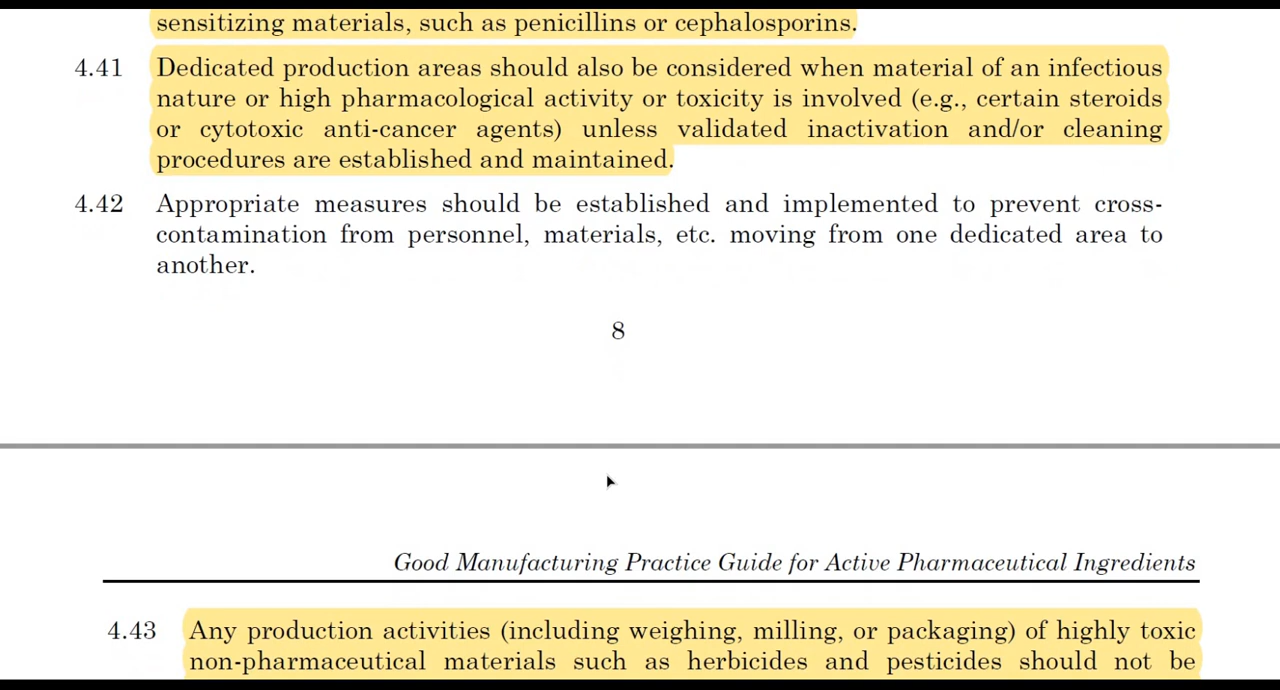 sensitizing materials, such as penicillins or cephalosporins.
4.41 Dedicated production areas should also be considered when material of an infectious
nature or high pharmacological activity or toxicity is involved (e.g., certain steroids
or cytotoxic anti-cancer agents) unless validated inactivation and/or cleaning
procedures are established and maintained.
4.42 Appropriate measures should be established and implemented to prevent cross-
contamination from personnel, materials, etc. moving from one dedicated area to
another.
8
Good Manufacturing Practice Guide for Active Pharmaceutical Ingredients
4.43 Any production activities (including weighing, milling, or packaging) of highly toxic
non-pharmaceutical materials such as herbicides and pesticides should not be